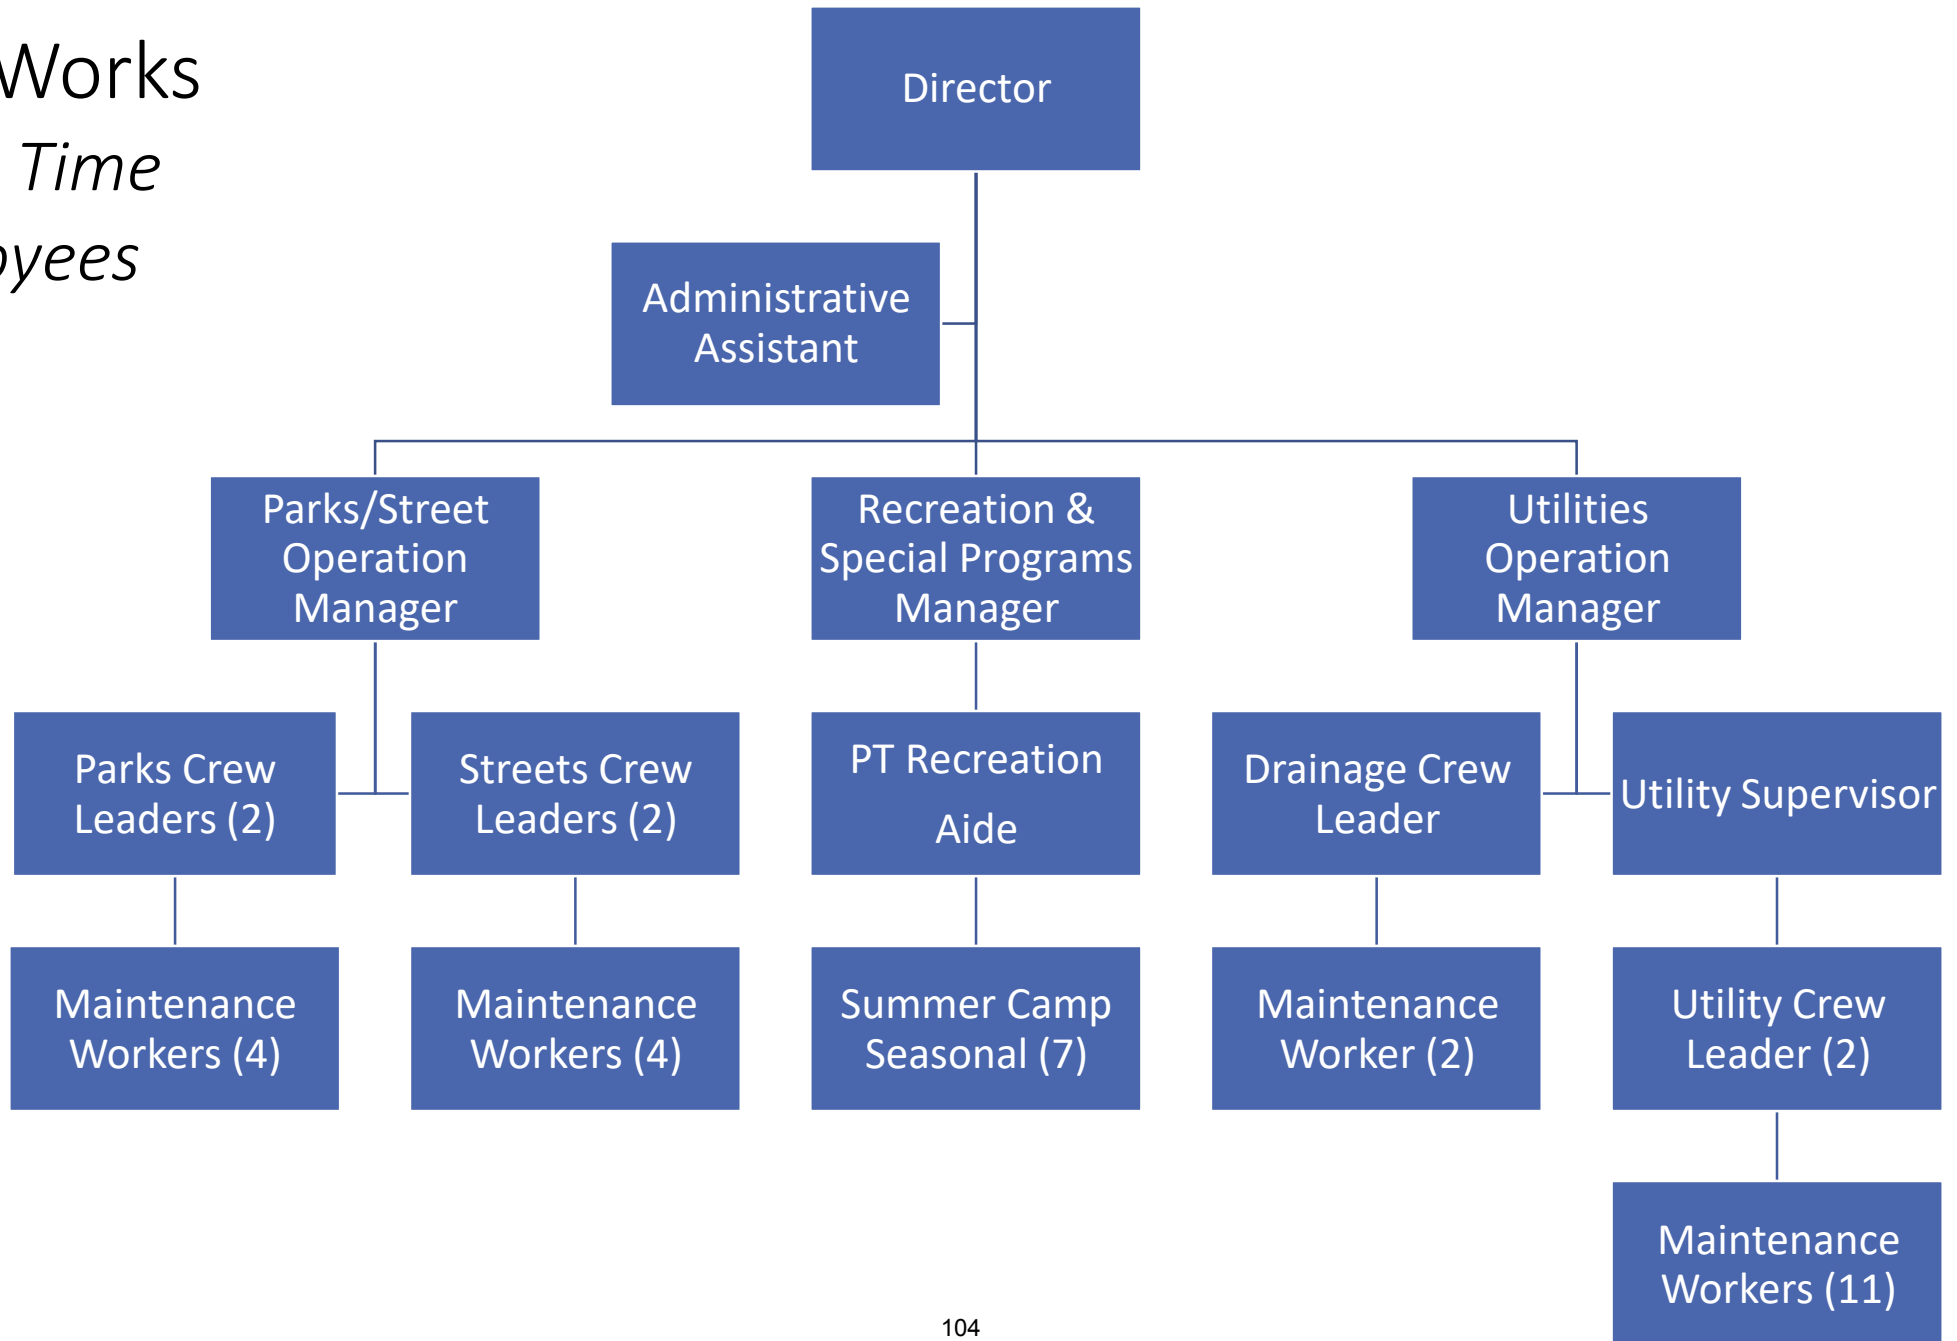 Works
Time
oyees
Director
Administrative
Assistant
Parks/Street
Operation
Manager
Recreation &
Special Programs
Manager
Utilities
Operation
Manager
Parks Crew
Leaders (2)
Streets Crew
Leaders (2)
PT Recreation
Aide
Drainage Crew
Leader
Utility Supervisor
Maintenance
Workers (4)
Maintenance
Workers (4)
Summer Camp
Seasonal (7)
Maintenance
Worker (2)
Utility Crew
Leader (2)
Maintenance
Workers (11)
104